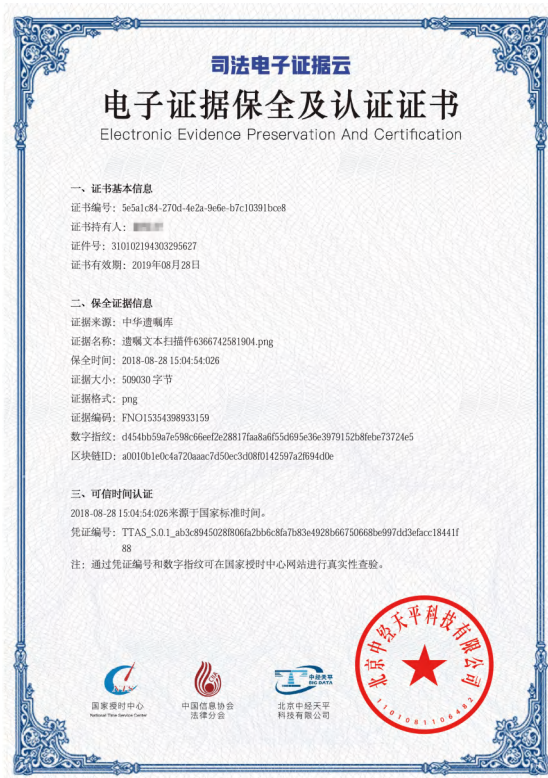 司法电子证据云
电子证据保全及认证证书
Electronic Evidence Preservation And Certification
一、证书基本信息
证书编号：5e5a1c84-270d-4e2a-9e6e-b7c10391bce8
证书持有人：
证件号：310102194303295627
证书有效期：2019年08月28日
二、保全证据信息
证据来源：中华遗嘱库
证据名称：遗嘱文本扫描件6366742581904.png
保全时间：2018-08-28 15:04:54:026
证据大小：509030 字节
证据格式：png
证据编码：FNO15354398933159
数字指纹：d454bb59a7e598c66eef2e28817faa8a6f55d695e36e3979152b8febe73724e5
区块链ID：a0010b1e0c4a720aaac7d50ec3d08f0142597a2f694d0e
三、可信时间认证
2018-08-28 15:04:54:026来源于国家标准时间。
凭证编号：TTAS_S.0.1_ab3c8945028f806fa2bb6c8fa7b83e4928b66750668be997dd3efacc18441f
88
注：通过凭证编号和数字指纹可在国家授时中心网站进行真实性查验。
北京中经天平科技有限公司
1101081106482
中经天平
BIG DATA
国家授时中心
National Time Service Center
中国信息协会
法律分会
北京中经天平
科技有限公司